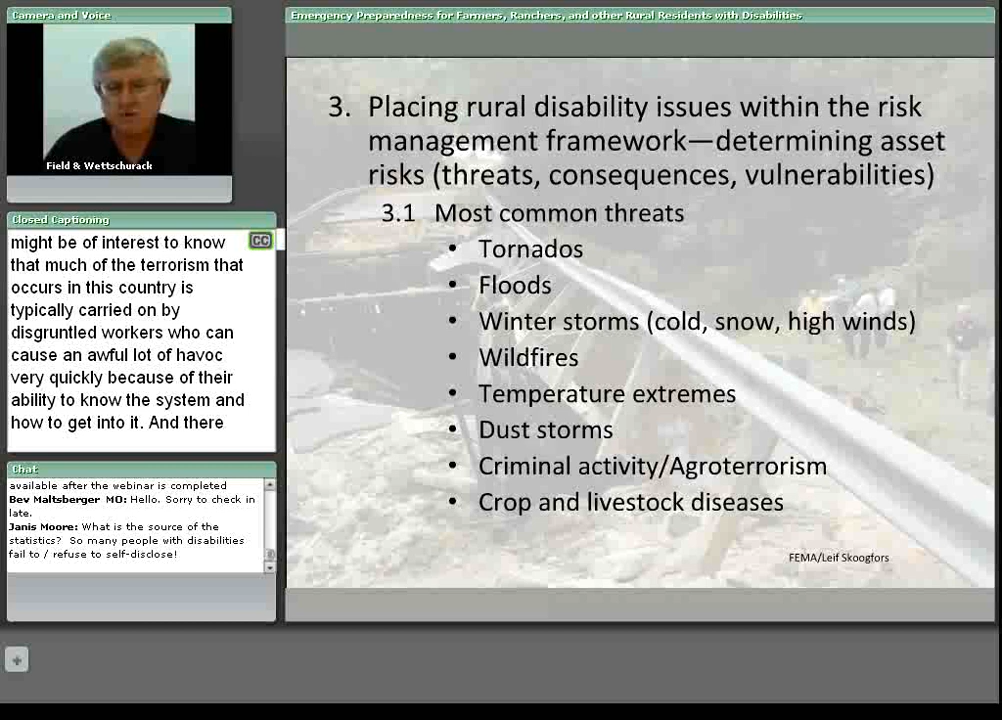 Camera and Voice
Field & Wettschurack
Closed Captioning
might be of interest to know
CC
that much of the terrorism that
occurs in this country is
typically carried on by
disgruntled workers who can
cause an awful lot of havoc
very quickly because of their
ability to know the system and
how to get into it. And there
Chat
available after the webinar is completed
Bev Maltsberger MO: Hello. Sorry to check in
late.
Janis Moore: What is the source of the
statistics? So many people with disabilities
fail to / refuse to self-disclose!
Emergency Preparedness for Farmers, Ranchers, and other Rural Residents with Disabilities
3. Placing rural disability issues within the risk
management framework—determining asset
risks (threats, consequences, vulnerabilities)
3.1 Most common threats
• Tornados
• Floods
• Winter storms (cold, snow, high winds)
• Wildfires
• Temperature extremes
• Dust storms
• Criminal activity/Agroterrorism
• Crop and livestock diseases
FEMA/Leif Skoogfors